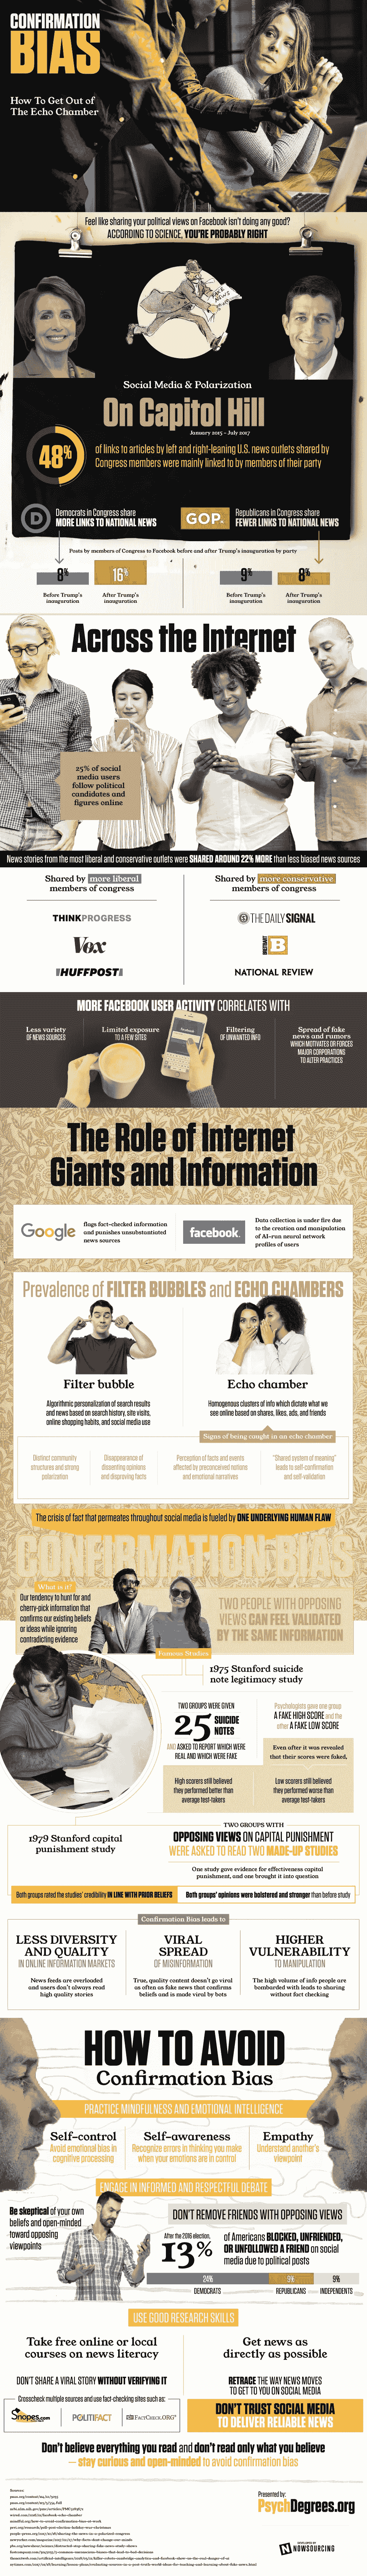 CONFIRMATION
BIAS
How To Get Out of
The Echo Chamber
Feel like sharing your political views on Facebook isn't doing any good?
ACCORDING TO SCIENCE, YOU'RE PROBABLY RIGHT
Social Media & Polarization
On Capitol Hill
January 2015 - July 2017
48%
of links to articles by left and right-leaning U.S. news outlets shared by
Congress members were mainly linked to by members of their party
D
Democrats in Congress share
MORE LINKS TO NATIONAL NEWS
GOP
Republicans in Congress share
FEWER LINKS TO NATIONAL NEWS
Posts by members of Congress to Facebook before and after Trump's inauguration by party
8%
16%
9%
8%
Before Trump's
inauguration
After Trump's
inauguration
Before Trump's
inauguration
After Trump's
inauguration
Across the Internet
25% of social
media users
follow political
candidates and
figures online
News stories from the most liberal and conservative outlets were SHARED AROUND 22% MORE than less biased news sources
Shared by more liberal
members of congress
THINKPROGRESS
Vox
HUFFPOST
Shared by more conservative
members of congress
THE DAILY SIGNAL
B
NATIONAL REVIEW
MORE FACEBOOK USER ACTIVITY CORRELATES WITH
Less variety
OF NEWS SOURCES
Limited exposure
TO A FEW SITES
Filtering
OF UNWANTED INFO
Spread of fake
news and rumors
WHICH MOTIVATES OR FORCES
MAJOR CORPORATIONS
TO ALTER PRACTICES
The Role of Internet
Giants and Information
Google
flags fact-checked information
and punishes unsubstantiated
news sources
facebook.
Data collection is under fire due
to the creation and manipulation
of AI-run neural network
profiles of users
Prevalence of FILTER BUBBLES and ECHO CHAMBERS
Filter bubble
Algorithmic personalization of search results
and news based on search history, site visits,
online shopping habits, and social media use
Echo chamber
Homogenous clusters of info which dictate what we
see online based on shares, likes, ads, and friends
Signs of being caught in an echo chamber
Distinct community
structures and strong
polarization
Disappearance of
dissenting opinions
and disproving facts
Perception of facts and events
affected by preconceived notions
and emotional narratives
"Shared system of meaning"
leads to self-confirmation
and self-validation
The crisis of fact that permeates throughout social media is fueled by ONE UNDERLYING HUMAN FLAW
CONFIRMATION BIAS
What is it?
Our tendency to hunt for and
cherry-pick information that
confirms our existing beliefs
or ideas while ignoring
contradicting evidence
TWO PEOPLE WITH OPPOSING
VIEWS CAN FEEL VALIDATED
BY THE SAME INFORMATION
Famous Studies
1975 Stanford suicide
note legitimacy study
TWO GROUPS WERE GIVEN
25 SUICIDE
NOTES
AND ASKED TO REPORT WHICH WERE
REAL AND WHICH WERE FAKE
Psychologists gave one group
A FAKE HIGH SCORE and the
other A FAKE LOW SCORE
Even after it was revealed
that their scores were faked,
High scorers still believed
they performed better than
average test-takers
Low scorers still believed
they performed worse than
average test-takers
1979 Stanford capital
punishment study
TWO GROUPS WITH
OPPOSING VIEWS ON CAPITAL PUNISHMENT
WERE ASKED TO READ TWO MADE-UP STUDIES
One study gave evidence for effectiveness capital
punishment, and one brought it into question
Both groups rated the studies' credibility IN LINE WITH PRIOR BELIEFS
Both groups' opinions were bolstered and stronger than before study
Confirmation Bias leads to
LESS DIVERSITY
AND QUALITY
IN ONLINE INFORMATION MARKETS
News feeds are overloaded
and users don't always read
high quality stories
VIRAL
SPREAD
OF MISINFORMATION
True, quality content doesn't go viral
as often as fake news that confirms
beliefs and is made viral by bots
HIGHER
VULNERABILITY
TO MANIPULATION
The high volume of info people are
bombarded with leads to sharing
without fact checking
HOW TO AVOID
Confirmation Bias
PRACTICE MINDFULNESS AND EMOTIONAL INTELLIGENCE
Self-control
Avoid emotional bias in
cognitive processing
Self-awareness
Recognize errors in thinking you make
when your emotions are in control
Empathy
Understand another's
viewpoint
ENGAGE IN INFORMED AND RESPECTFUL DEBATE
Be skeptical of your own
beliefs and open-minded
toward opposing
viewpoints
DON'T REMOVE FRIENDS WITH OPPOSING VIEWS
After the 2016 election,
13%
of Americans BLOCKED, UNFRIENDED,
OR UNFOLLOWED A FRIEND on social
media due to political posts
24%
9%
9%
DEMOCRATS
REPUBLICANS
INDEPENDENTS
USE GOOD RESEARCH SKILLS
Take free online or local
courses on news literacy
Get news as
directly as possible
DON'T SHARE A VIRAL STORY WITHOUT VERIFYING IT
Crosscheck multiple sources and use fact-checking sites such as:
Snopes
POLITIFACT
FACTCHECK.ORG
RETRACE THE WAY NEWS MOVES
TO GET TO YOU ON SOCIAL MEDIA
DON'T TRUST SOCIAL MEDIA
TO DELIVER RELIABLE NEWS
Don't believe everything you read and don't read only what you believe
— stay curious and open-minded to avoid confirmation bias
Sources:
Presented by:
PsychDegrees.org
NOWSOURCING